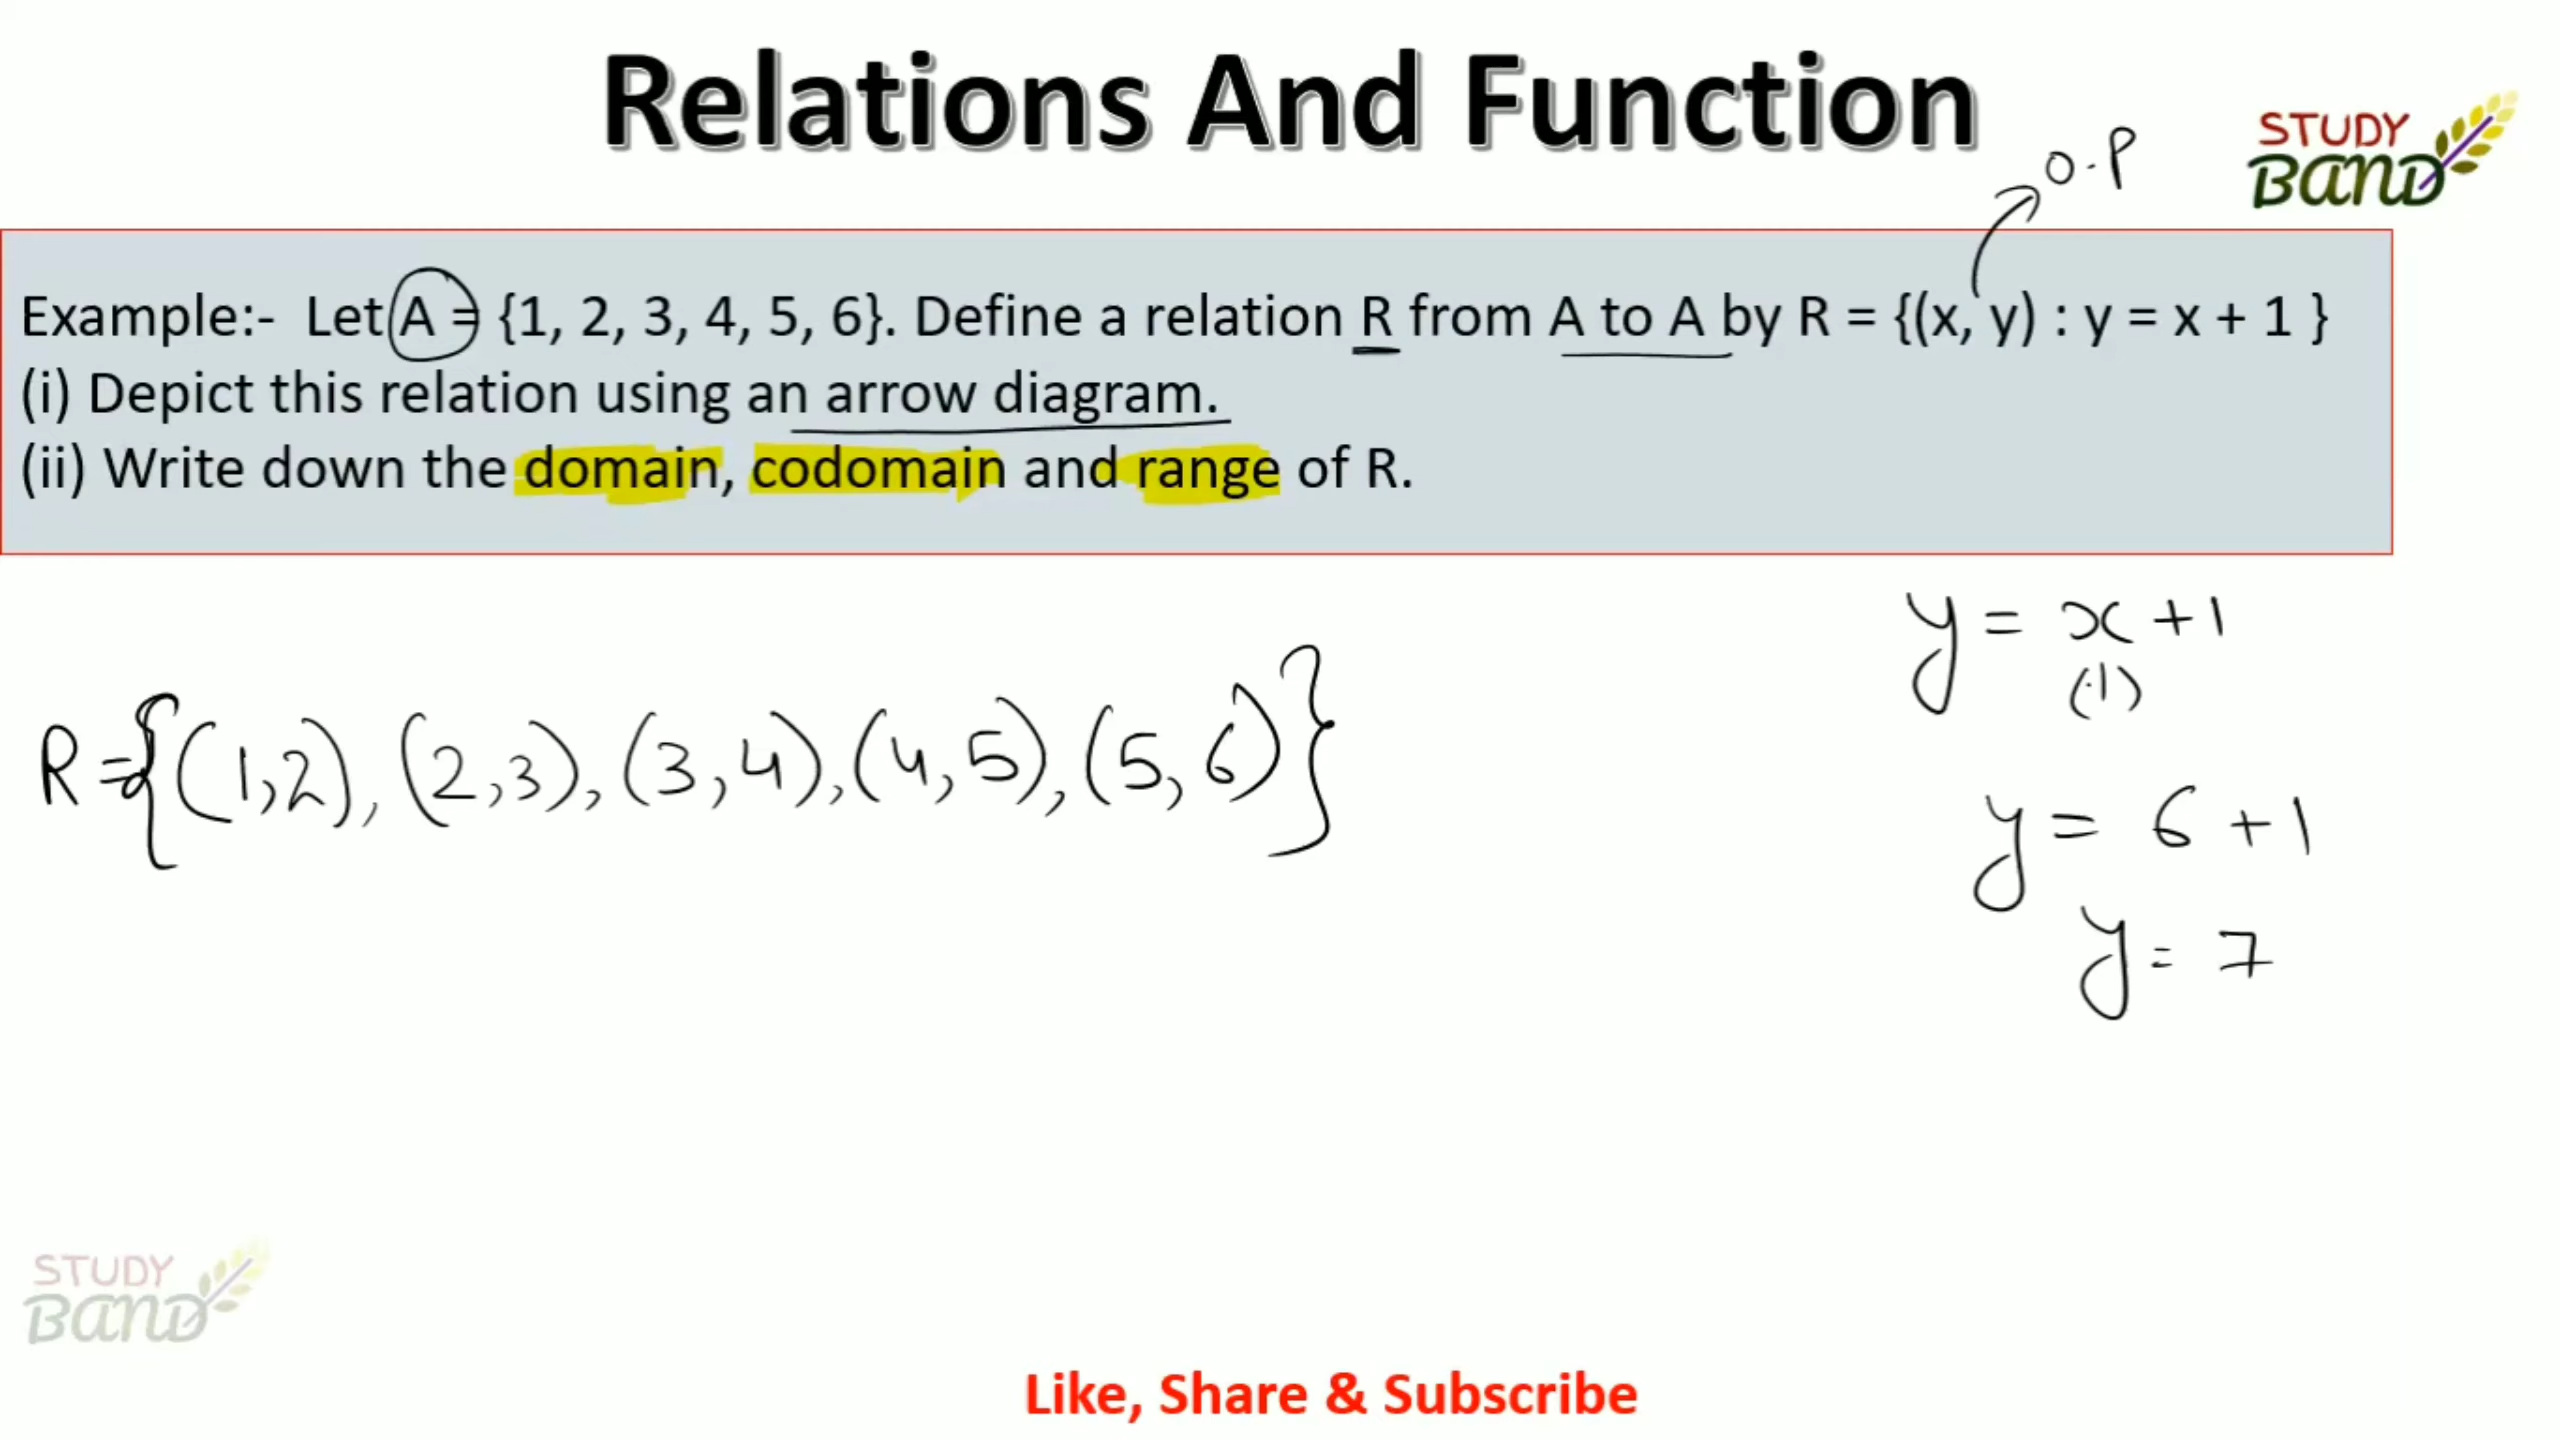 Relations And Function
STUDY
BAND
O.P
Example:- Let A = {1, 2, 3, 4, 5, 6}. Define a relation R from A to A by R = {(x, y) : y = x + 1 }
(i) Depict this relation using an arrow diagram.
(ii) Write down the domain, codomain and range of R.
y = x + 1
(1)
R = {(1,2), (2,3), (3,4), (4,5), (5,6)}
y = 6 + 1
y = 7
STUDY
BAND
Like, Share & Subscribe